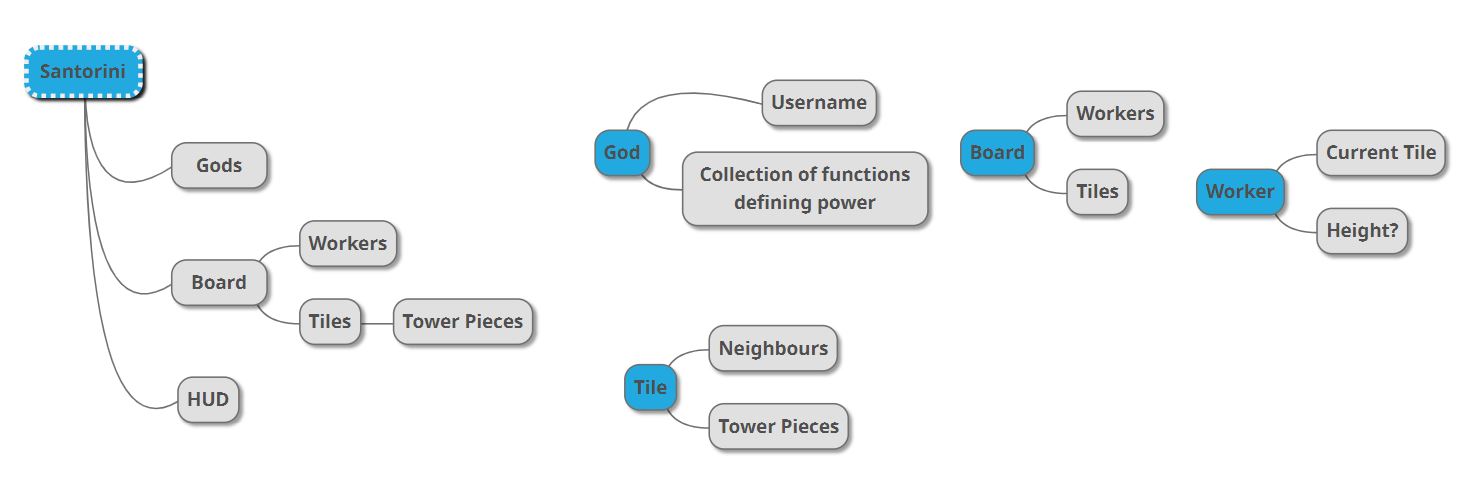 Santorini
Gods
Board
Workers
Tiles
Tower Pieces
HUD
God
Username
Collection of functions
defining power
Board
Workers
Tiles
Worker
Current Tile
Height?
Tile
Neighbours
Tower Pieces